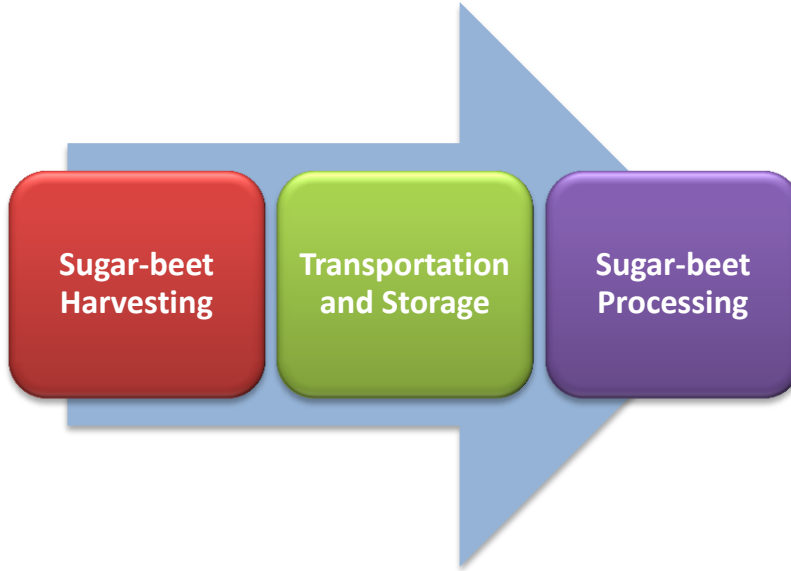 Sugar-beet
Harvesting
Transportation
and Storage
Sugar-beet
Processing